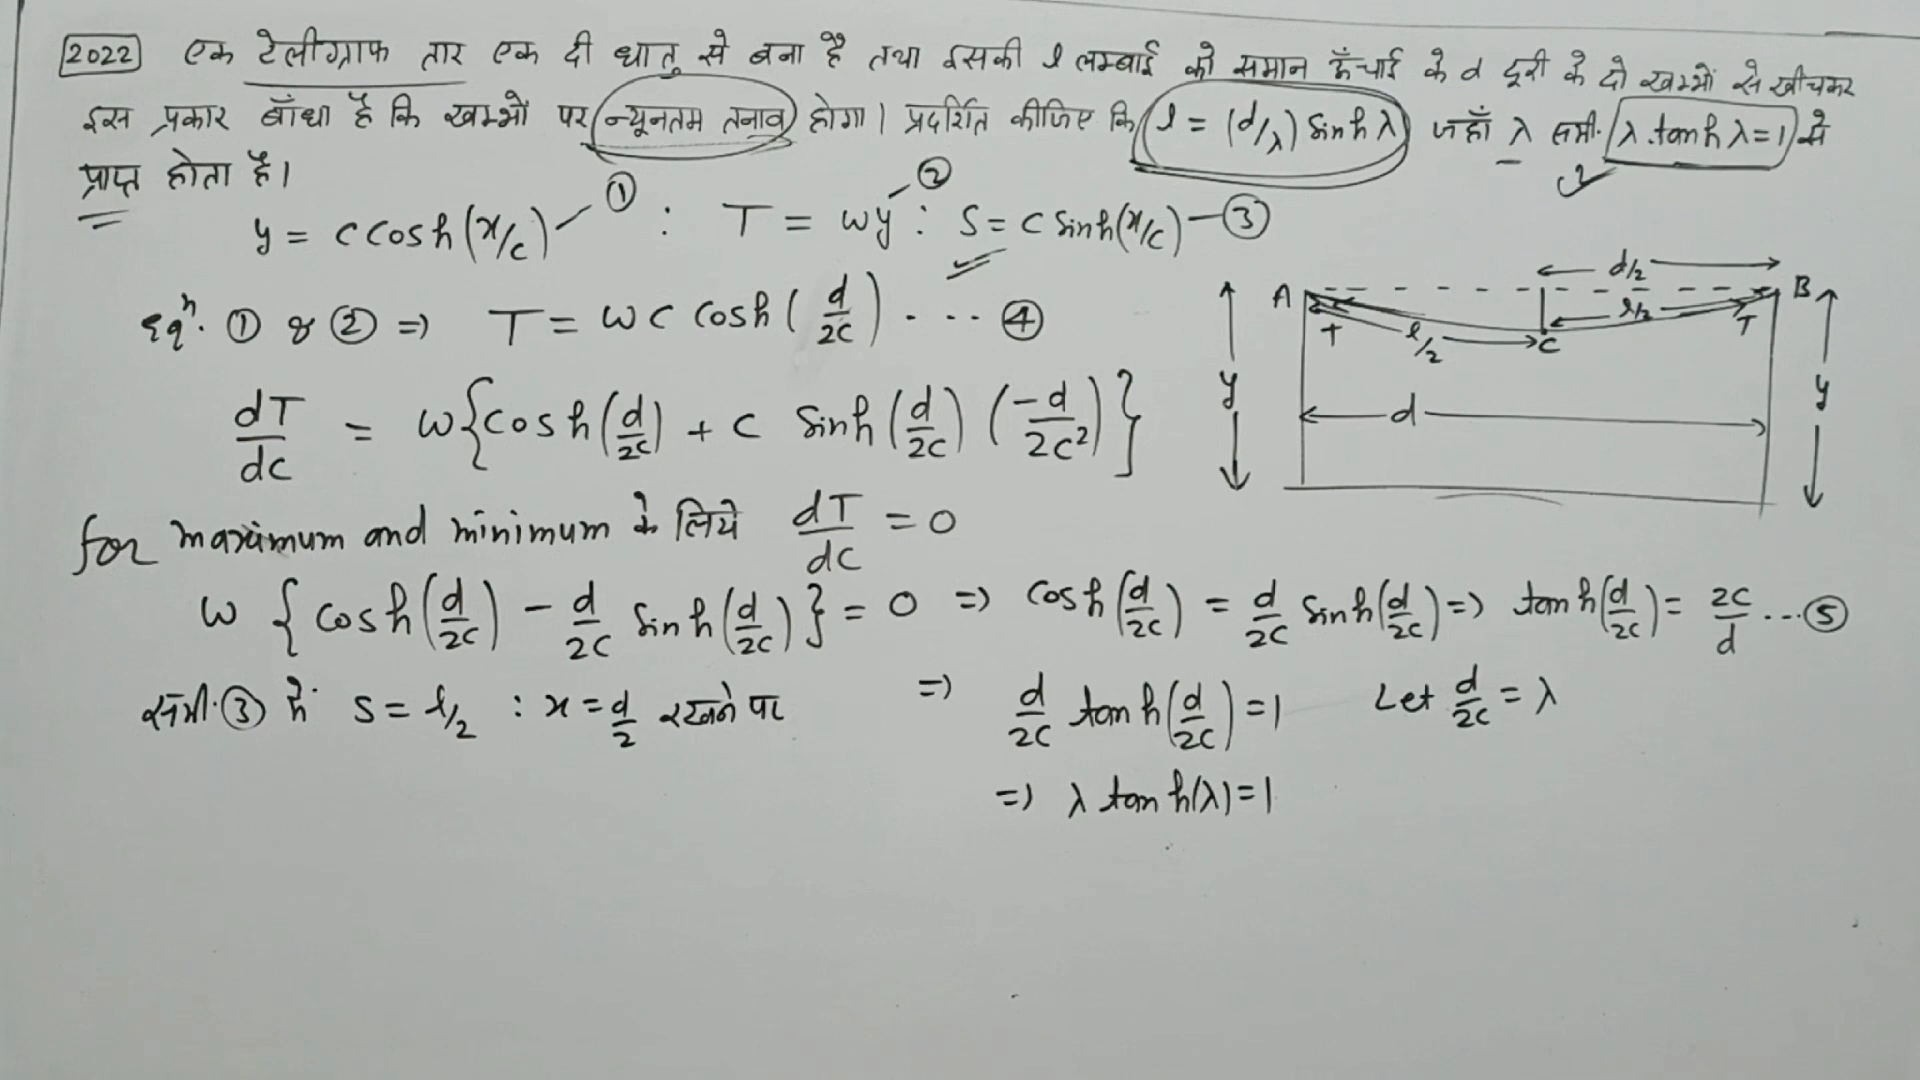 2022 एक टेलीग्राफ तार एक दी धातु से बना है तथा इसकी l लम्बाई को समान ऊँचाई के d दूरी के दो खम्भों से खींचकर
इस प्रकार बाँधा है कि खम्भों पर न्यूनतम तनाव होगा। प्रदर्शित कीजिए कि l = (d/λ) Sinh λ जहाँ λ समी. λ.tanh λ=1 से
प्राप्त होता है।
y = c cosh(x/c) — ① : T = wy — ② : S = c Sinh(x/c) — ③
eqⁿ. ① & ② => T = wc Cosh(d/2c) .... ④
dT/dc = w{cosh(d/2c) + c Sinh(d/2c) (-d/2c²)}
for maximum and minimum के लिये dT/dc = 0
w {cosh(d/2c) - d/2c Sinh(d/2c)} = 0 => cosh(d/2c) = d/2c Sinh(d/2c) => tanh(d/2c) = 2c/d ...⑤
समी. ③ में S = l/2 : x = d/2 रखने पर => d/2c tanh(d/2c) = 1 Let d/2c = λ
=> λ tanh(λ) = 1
A B C
d/2
l/2 l/2
T T
y y
d